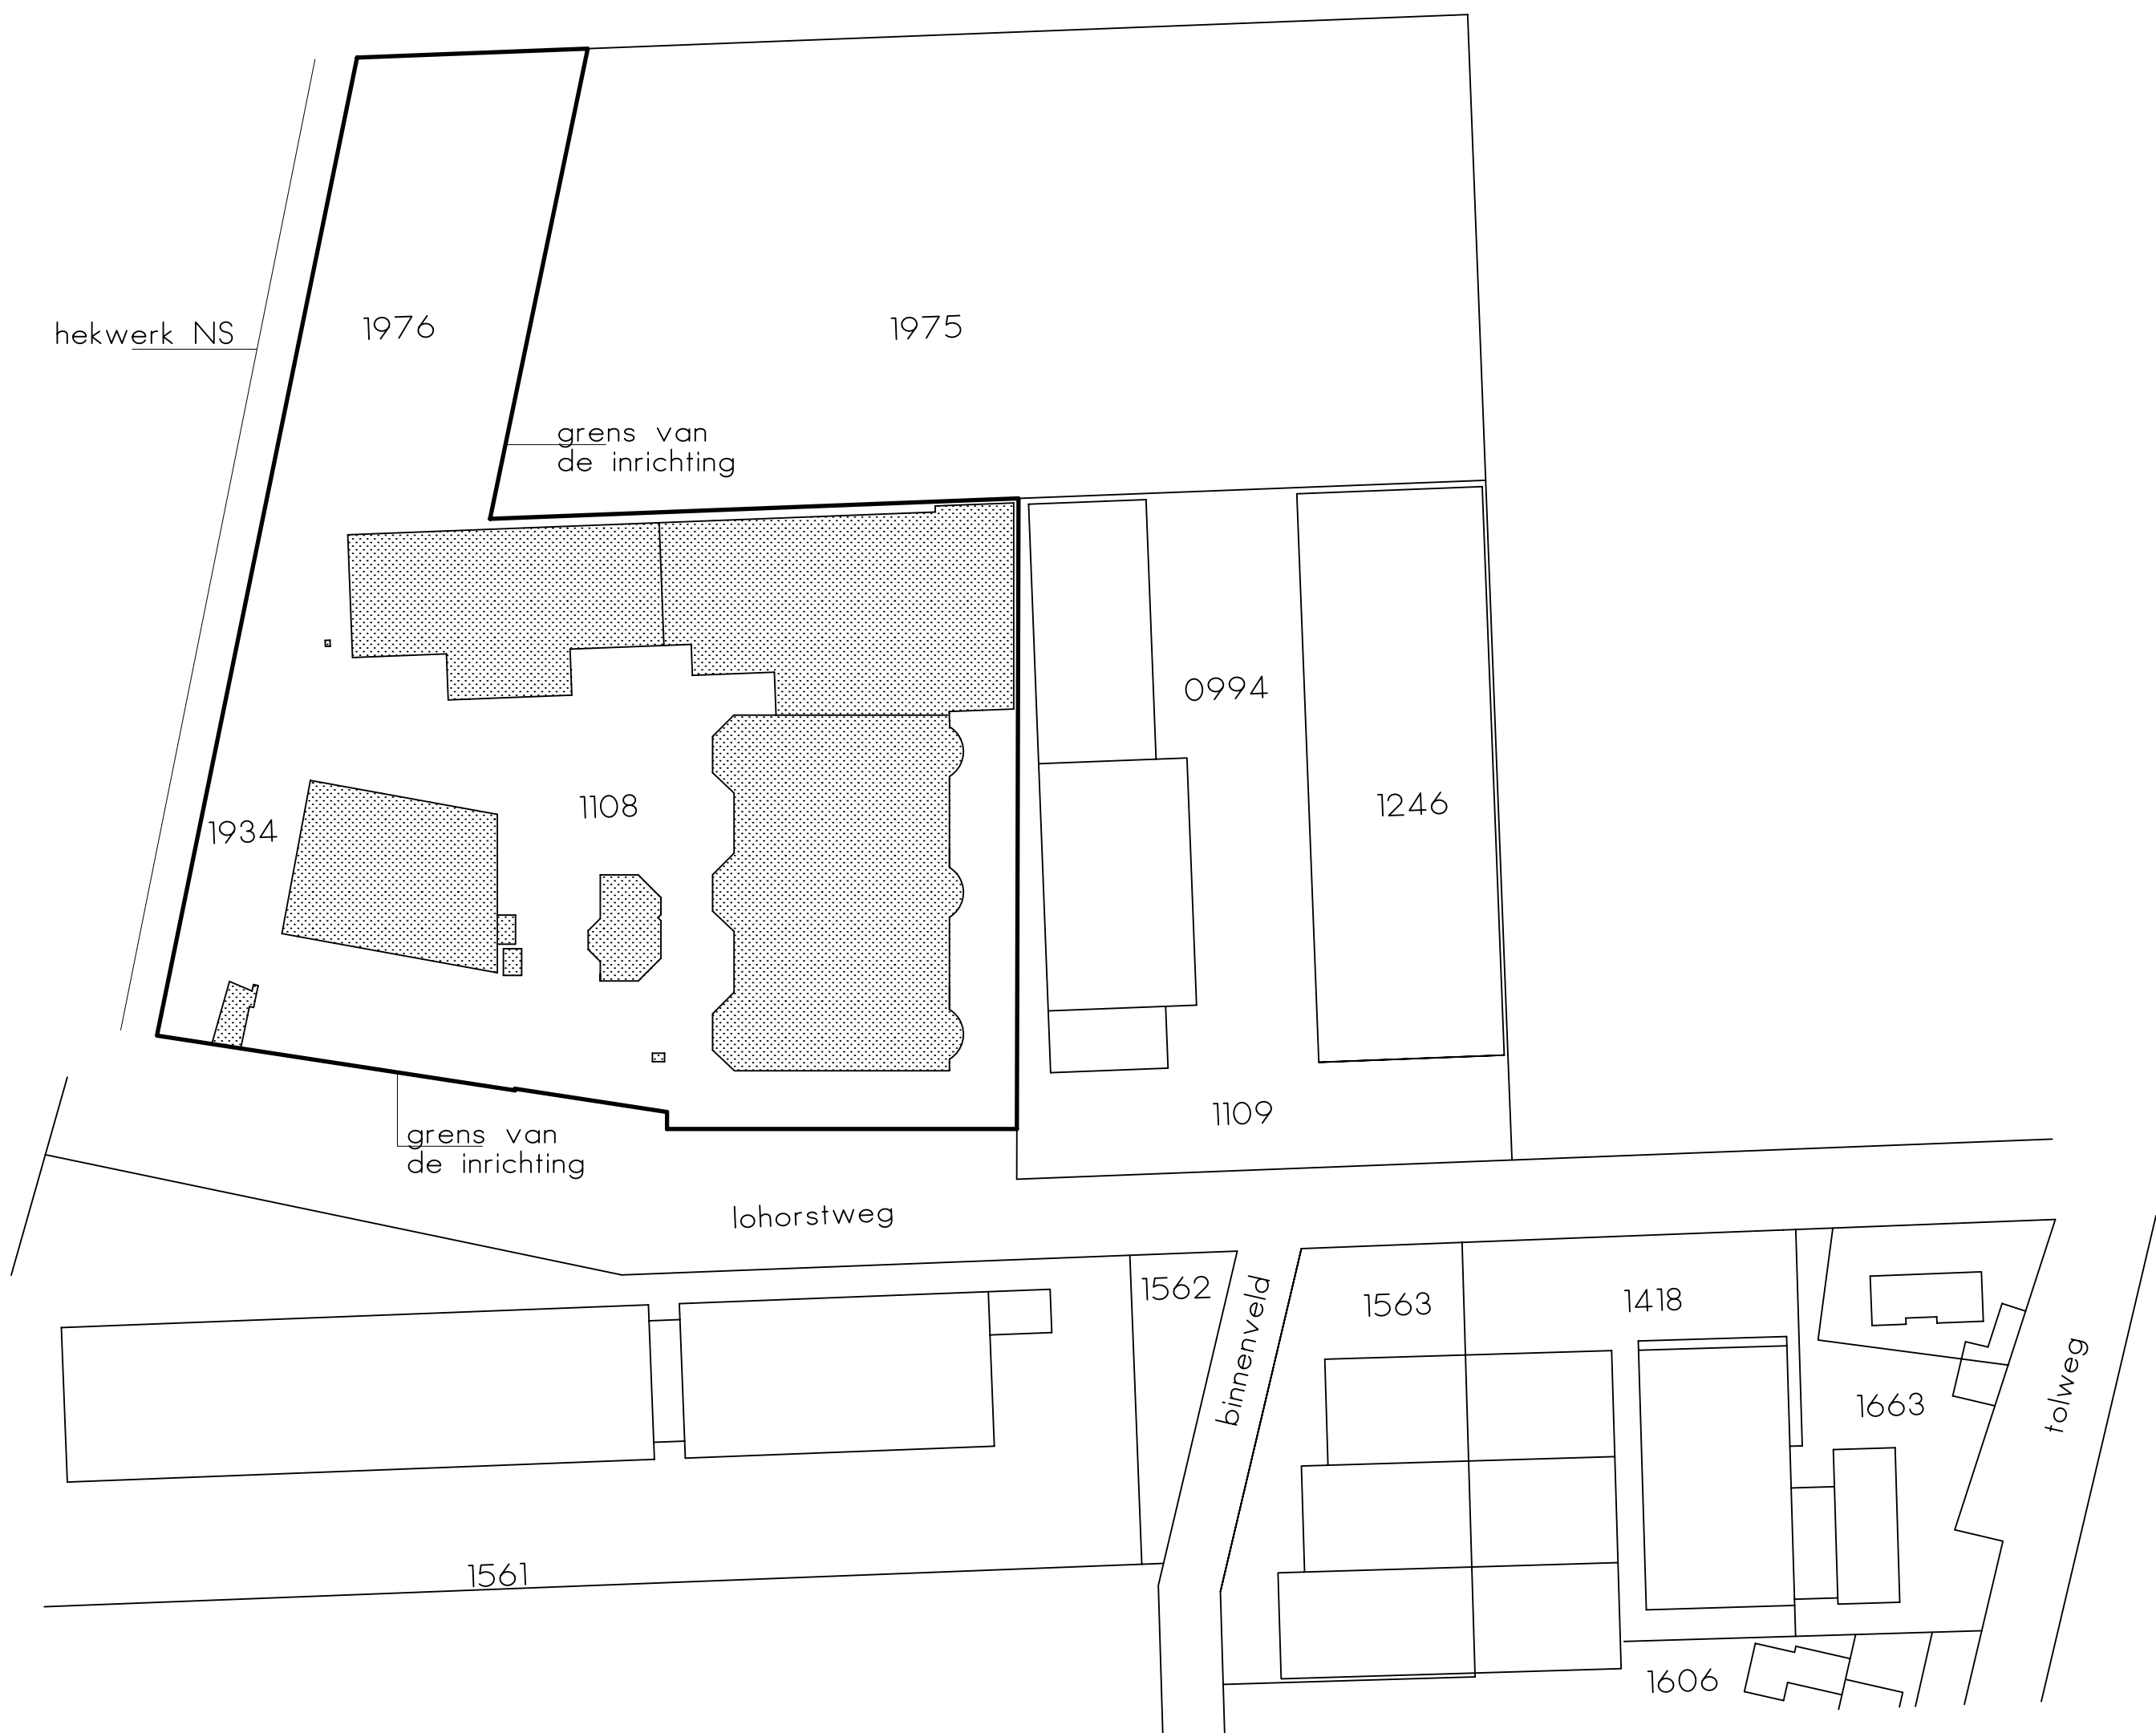 1976
1975
hekwerk NS
grens van
de inrichting
0994
1934
1108
1246
1109
grens van
de inrichting
lohorstweg
1562
binnenveld
1563
1418
tolweg
1663
1561
1606